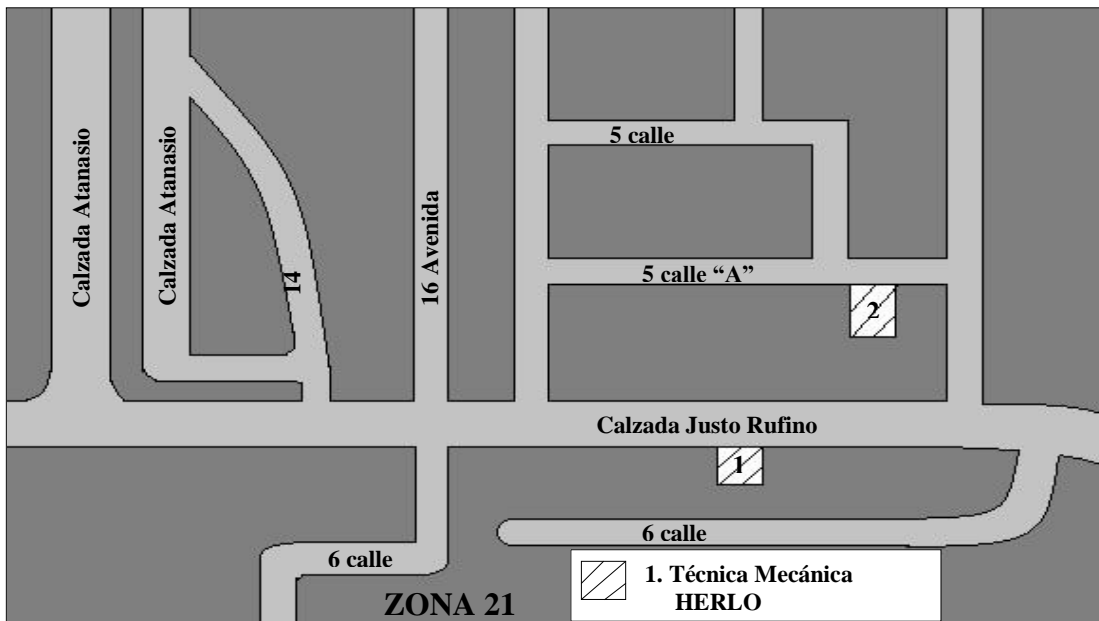 5 calle
Calzada Atanasio
Calzada Atanasio
16 Avenida
14
5 calle “A”
2
Calzada Justo Rufino
1
6 calle
6 calle
1. Técnica Mecánica
HERLO
ZONA 21